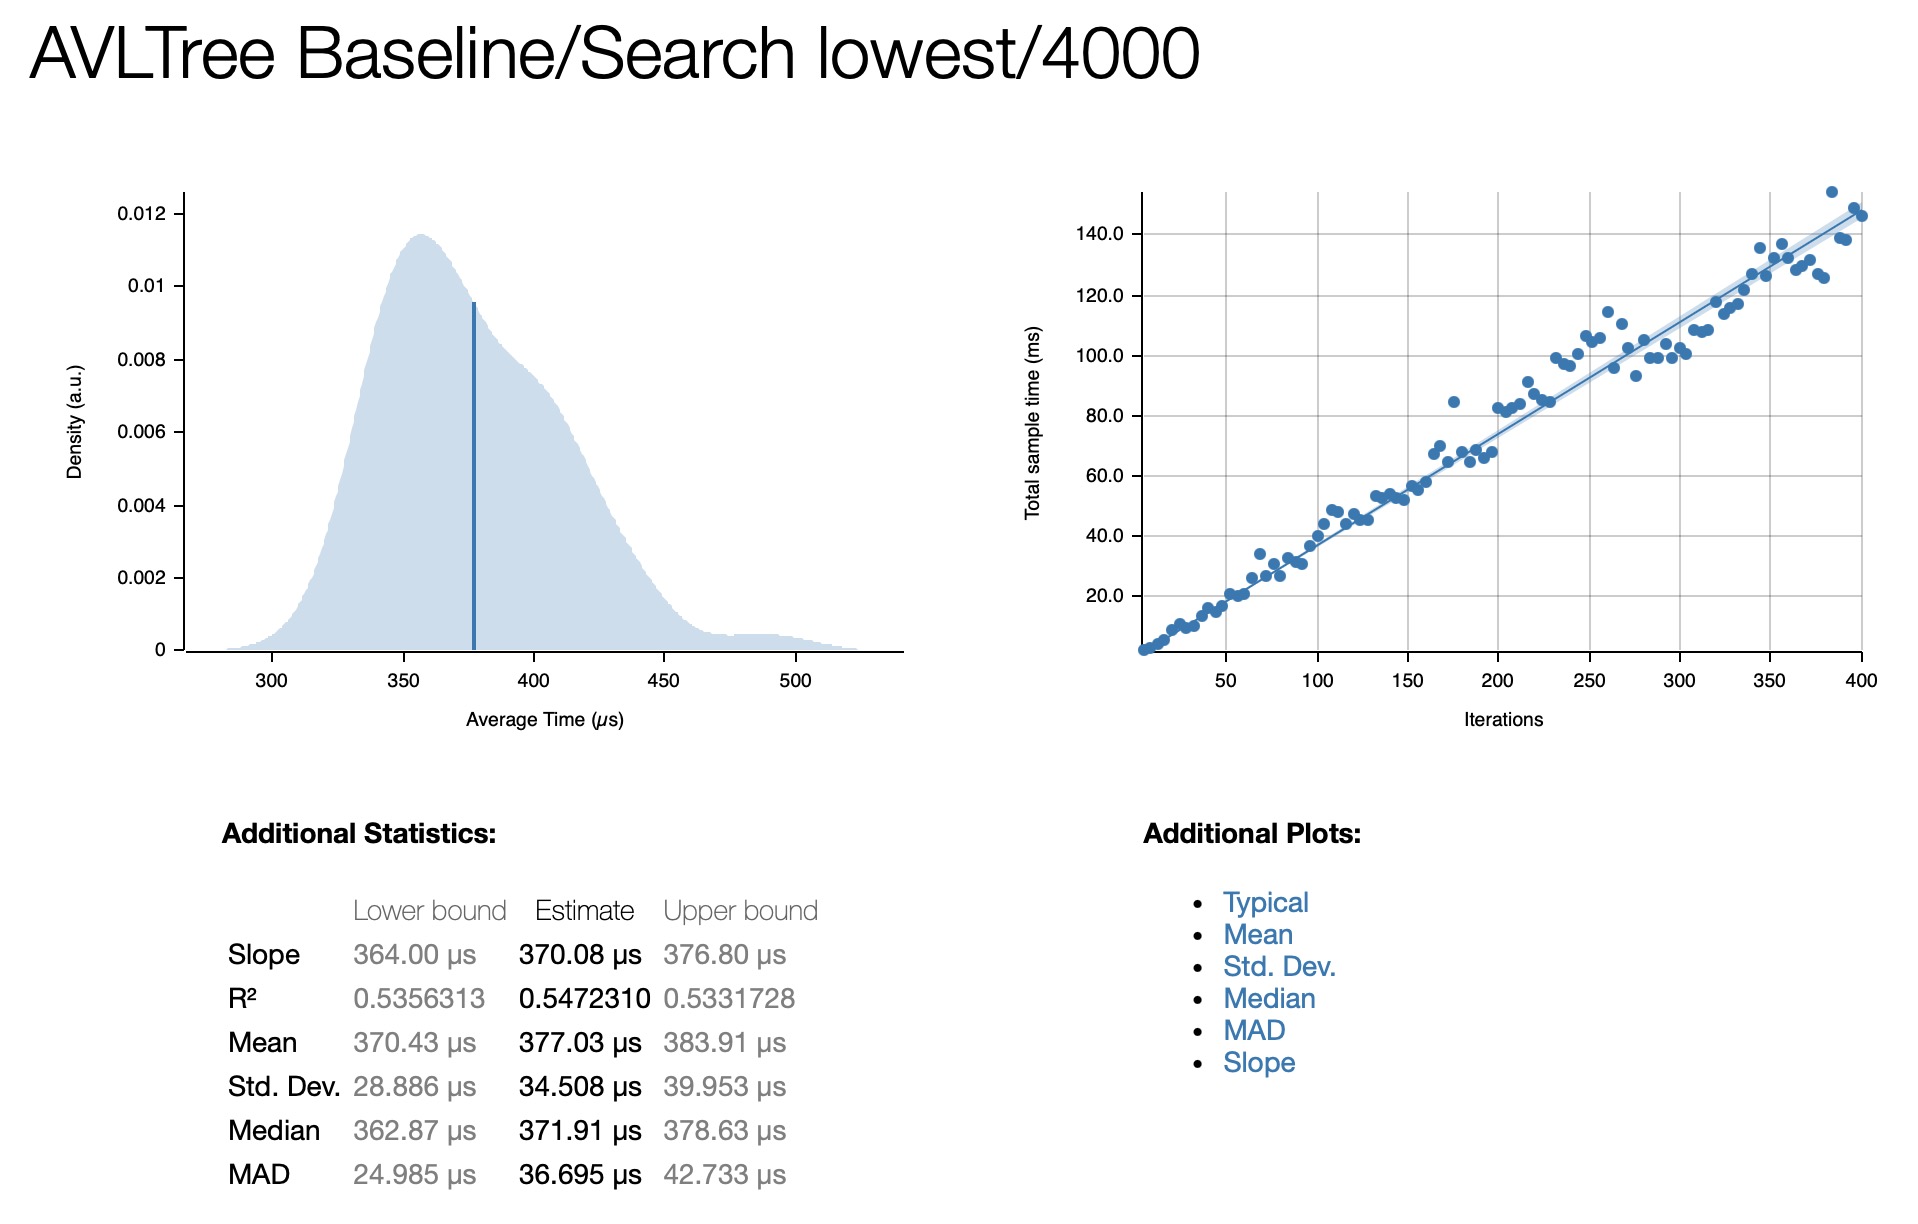 AVLTree Baseline/Search lowest/4000
0.012
0.01
0.008
0.006
0.004
0.002
0
Density (a.u.)
300 350 400 450 500
Average Time (µs)
140.0
120.0
100.0
80.0
60.0
40.0
20.0
Total sample time (ms)
50 100 150 200 250 300 350 400
Iterations
Additional Statistics:
Lower bound Estimate Upper bound
Slope 364.00 µs 370.08 µs 376.80 µs
R² 0.5356313 0.5472310 0.5331728
Mean 370.43 µs 377.03 µs 383.91 µs
Std. Dev. 28.886 µs 34.508 µs 39.953 µs
Median 362.87 µs 371.91 µs 378.63 µs
MAD 24.985 µs 36.695 µs 42.733 µs
Additional Plots:
• Typical
• Mean
• Std. Dev.
• Median
• MAD
• Slope